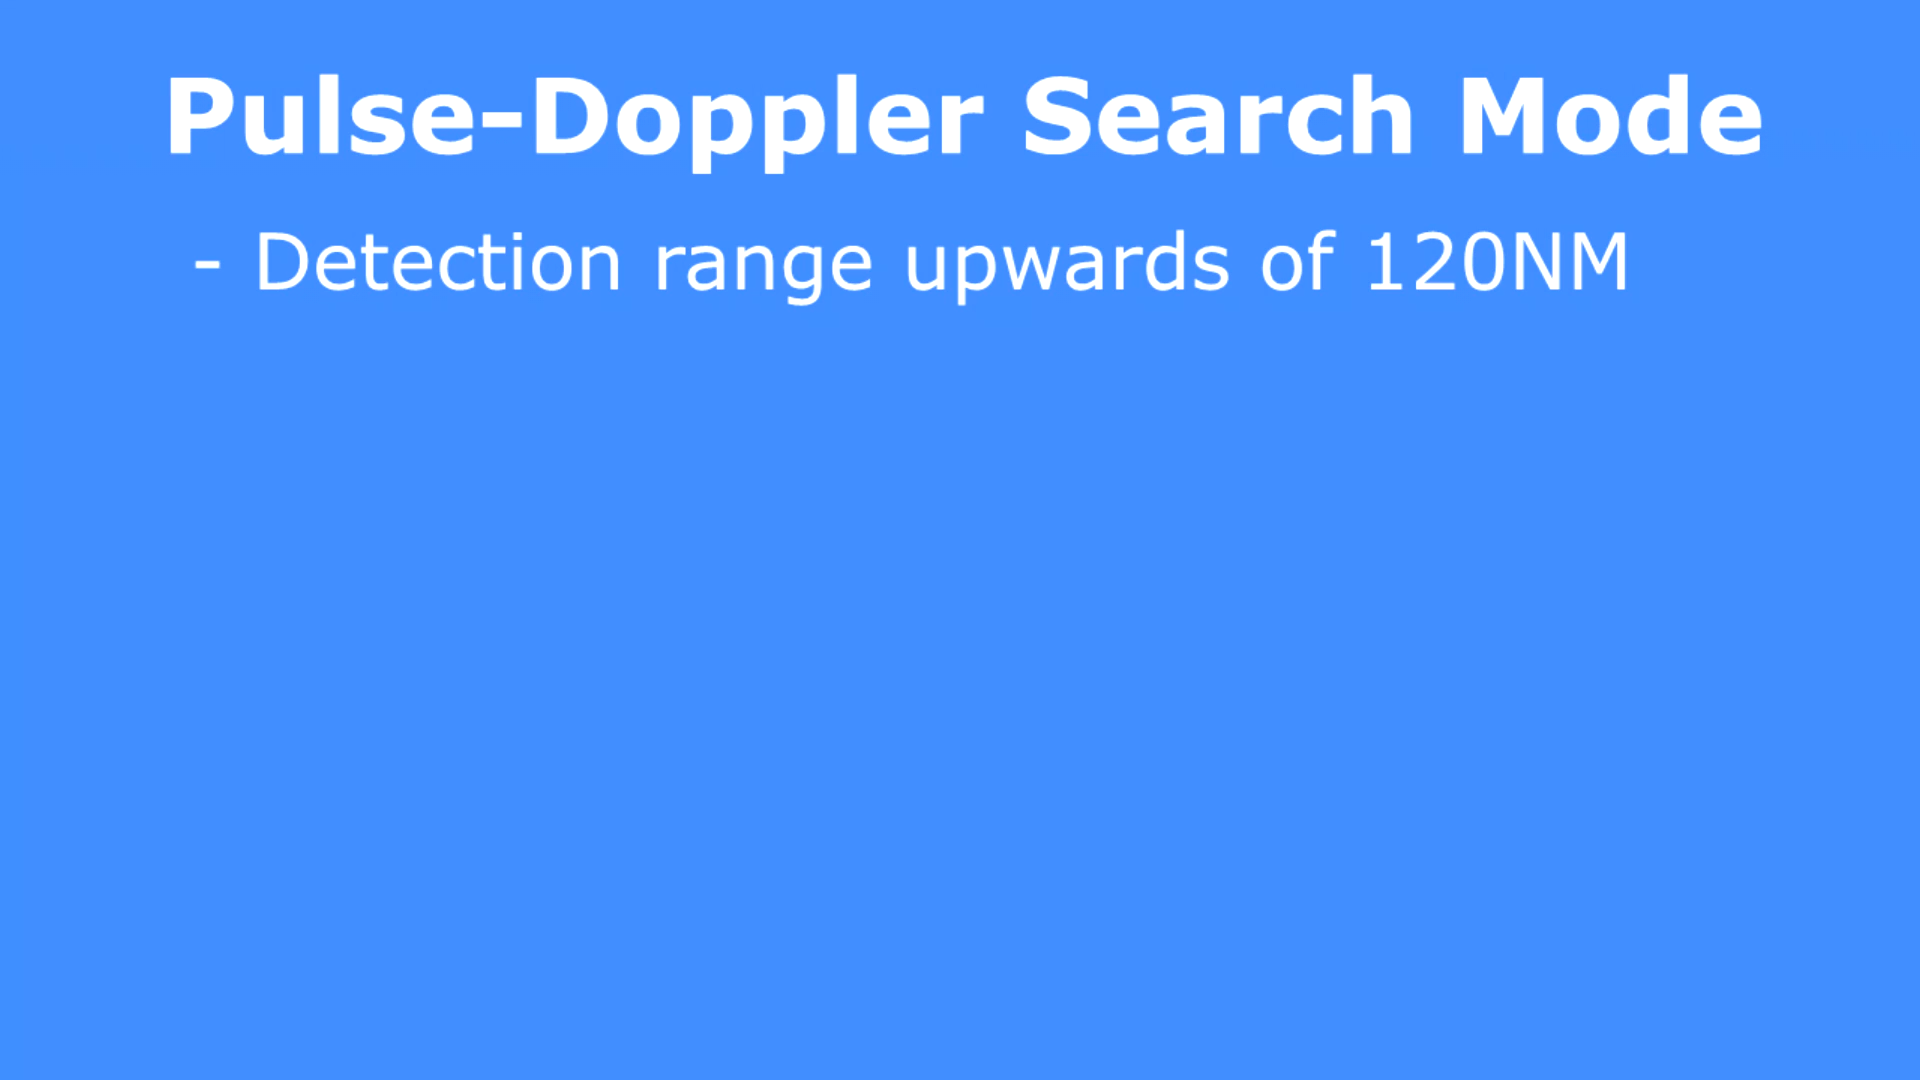 Pulse-Doppler Search Mode
- Detection range upwards of 120NM